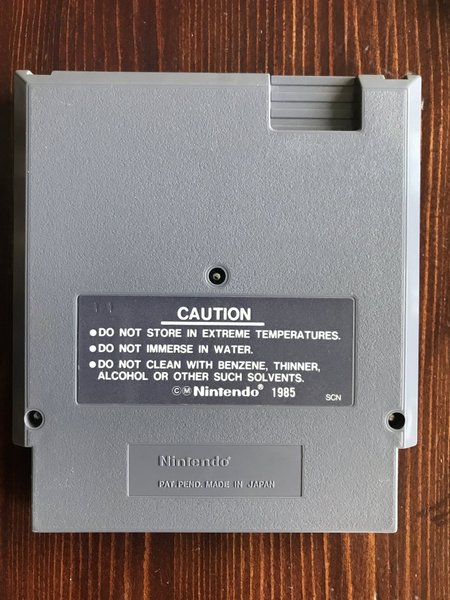 CAUTION
●DO NOT STORE IN EXTREME TEMPERATURES.
●DO NOT IMMERSE IN WATER.
●DO NOT CLEAN WITH BENZENE, THINNER,
ALCOHOL OR OTHER SUCH SOLVENTS.
©Ⓜ Nintendo® 1985 SCN
Nintendo®
PAT. PEND. MADE IN JAPAN